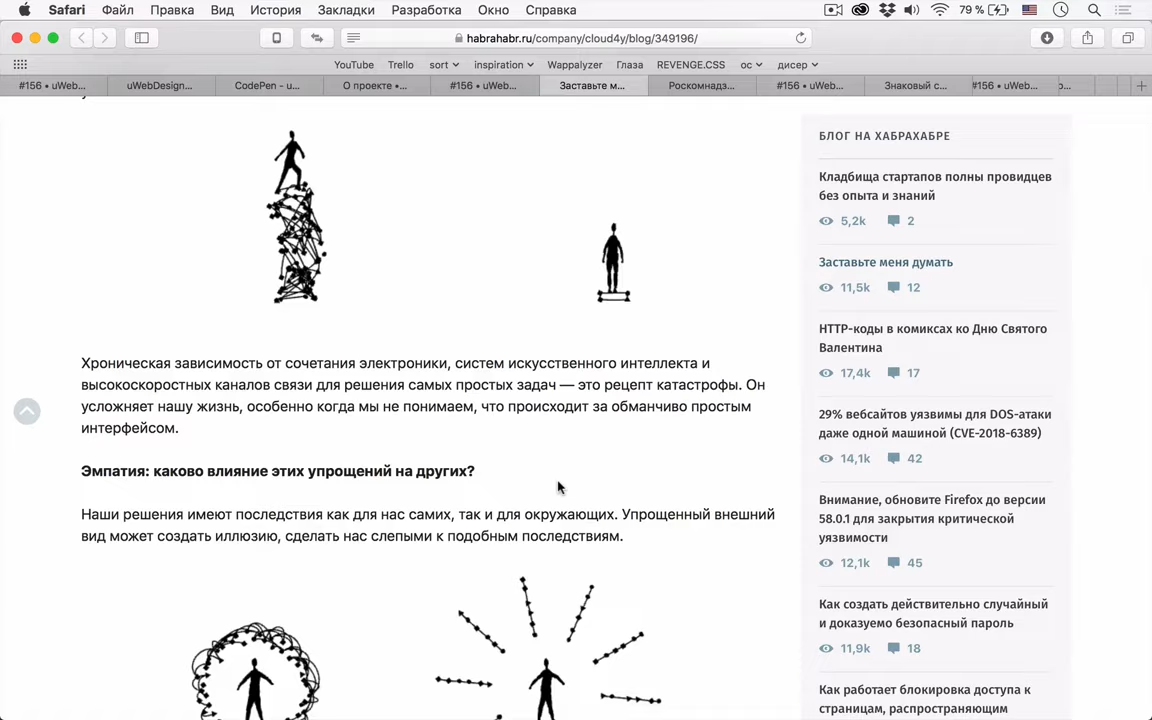 Safari Файл Правка Вид История Закладки Разработка Окно Справка 79 %
habrahabr.ru/company/cloud4y/blog/349196/
YouTube Trello sort inspiration Wappalyzer Глаза REVENGE.CSS ос дисер
#156 • uWeb... uWebDesign... CodePen - u... О проекте •... #156 • uWeb... Заставьте м... Роскомнадз... #156 • uWeb... Знаковый с... #156 • uWeb...
Хроническая зависимость от сочетания электроники, систем искусственного интеллекта и
высокоскоростных каналов связи для решения самых простых задач — это рецепт катастрофы. Он
усложняет нашу жизнь, особенно когда мы не понимаем, что происходит за обманчиво простым
интерфейсом.
Эмпатия: каково влияние этих упрощений на других?
Наши решения имеют последствия как для нас самих, так и для окружающих. Упрощенный внешний
вид может создать иллюзию, сделать нас слепыми к подобным последствиям.
БЛОГ НА ХАБРАХАБРЕ
Кладбища стартапов полны провидцев
без опыта и знаний
5,2k 2
Заставьте меня думать
11,5k 12
HTTP-коды в комиксах ко Дню Святого
Валентина
17,4k 17
29% вебсайтов уязвимы для DOS-атаки
даже одной машиной (CVE-2018-6389)
14,1k 42
Внимание, обновите Firefox до версии
58.0.1 для закрытия критической
уязвимости
12,1k 45
Как создать действительно случайный
и доказуемо безопасный пароль
11,9k 18
Как работает блокировка доступа к
страницам, распространяющим